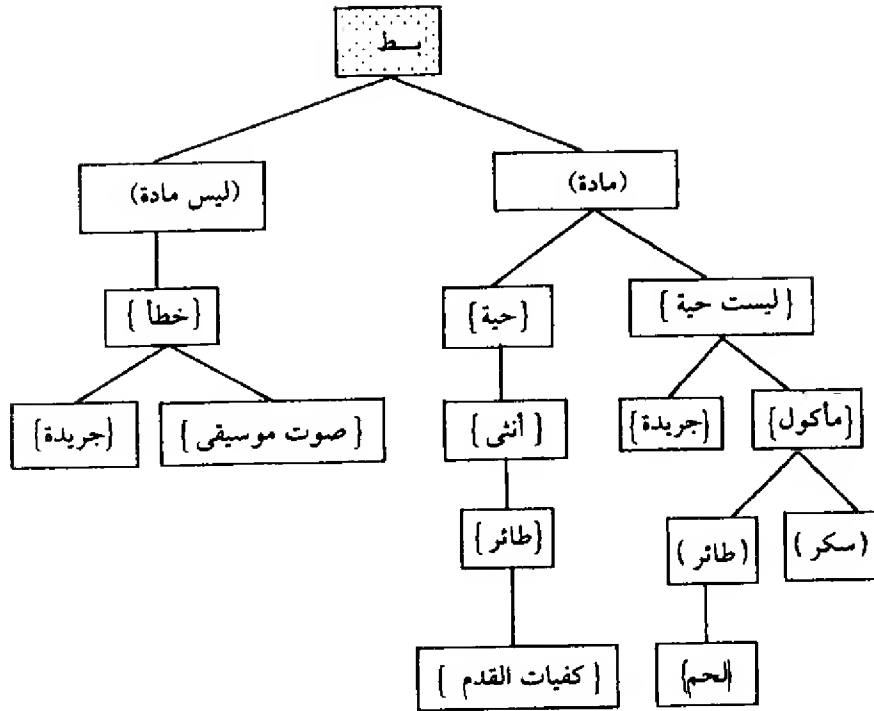 بـط
(مادة)
(ليس مادة)
{ليست حية}
{حية}
{خطأ}
{مأكول}
{جريدة}
{أنثى}
{صوت موسيقى}
{جريدة}
(سكر)
(طائر)
{طائر}
{لحم}
{كفيات القدم}